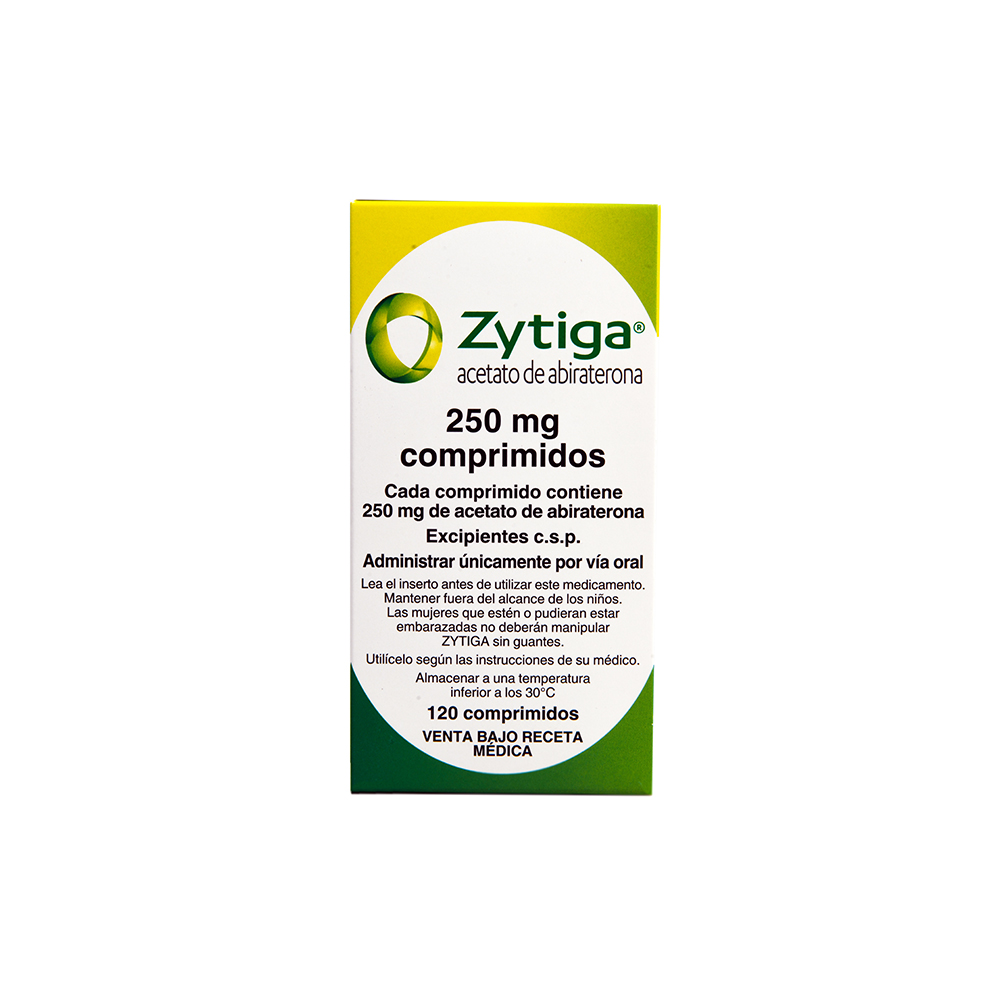 Zytiga®
acetato de abiraterona
250 mg
comprimidos
Cada comprimido contiene
250 mg de acetato de abiraterona
Excipientes c.s.p.
Administrar únicamente por vía oral
Lea el inserto antes de utilizar este medicamento.
Mantener fuera del alcance de los niños.
Las mujeres que estén o pudieran estar
embarazadas no deberán manipular
ZYTIGA sin guantes.
Utilícelo según las instrucciones de su médico.
Almacenar a una temperatura
inferior a los 30°C
120 comprimidos
VENTA BAJO RECETA
MÉDICA